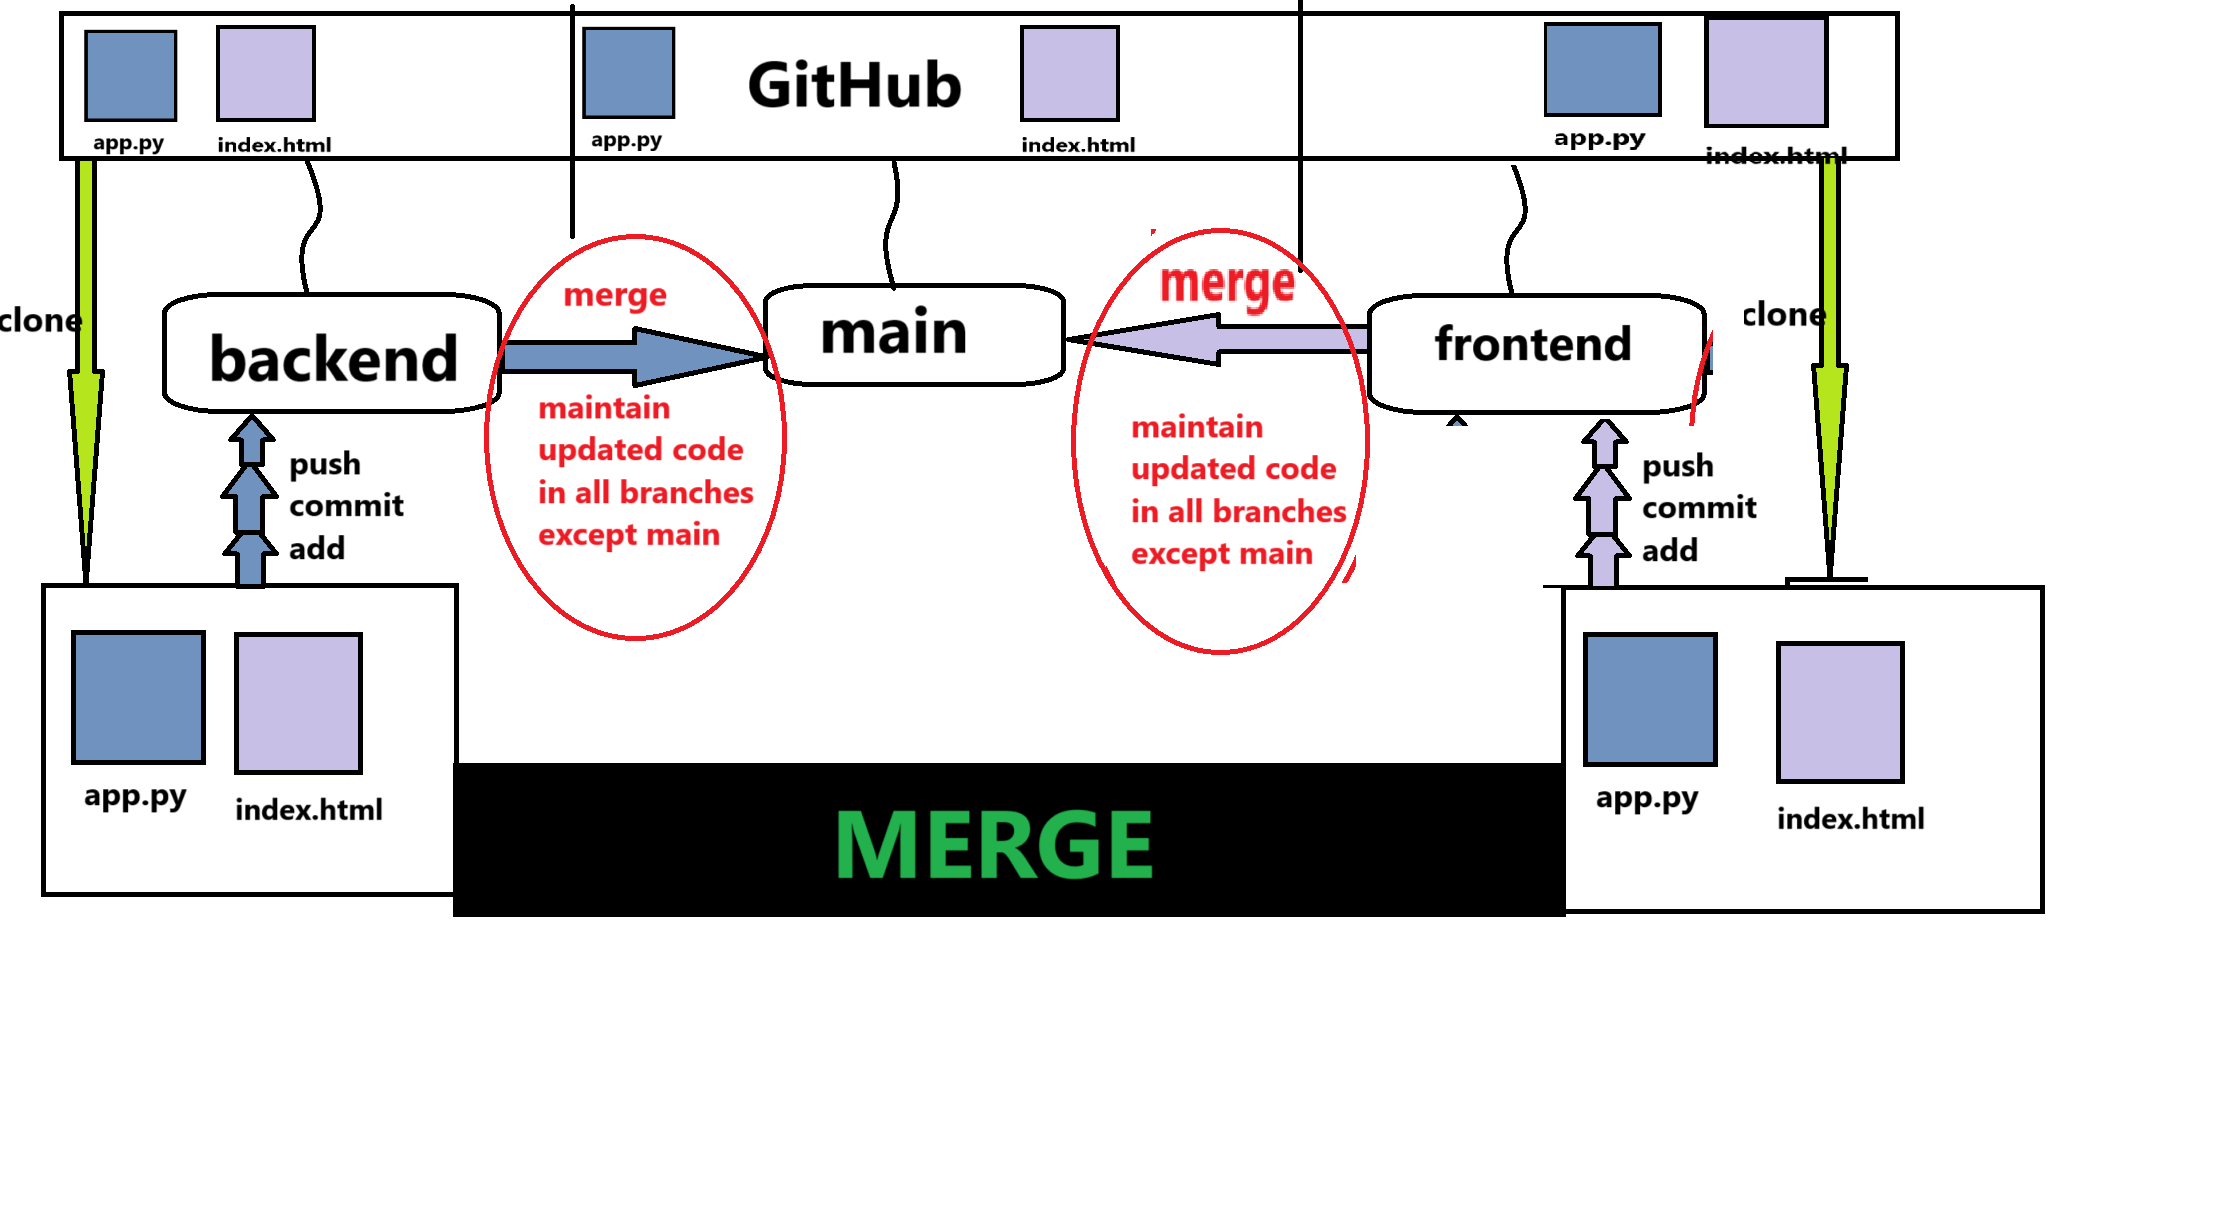 GitHub
app.py
index.html
app.py
index.html
app.py
index.html
clone
backend
merge
main
merge
frontend
clone
maintain
updated code
in all branches
except main
maintain
updated code
in all branches
except main
push
commit
add
push
commit
add
app.py
index.html
MERGE
app.py
index.html